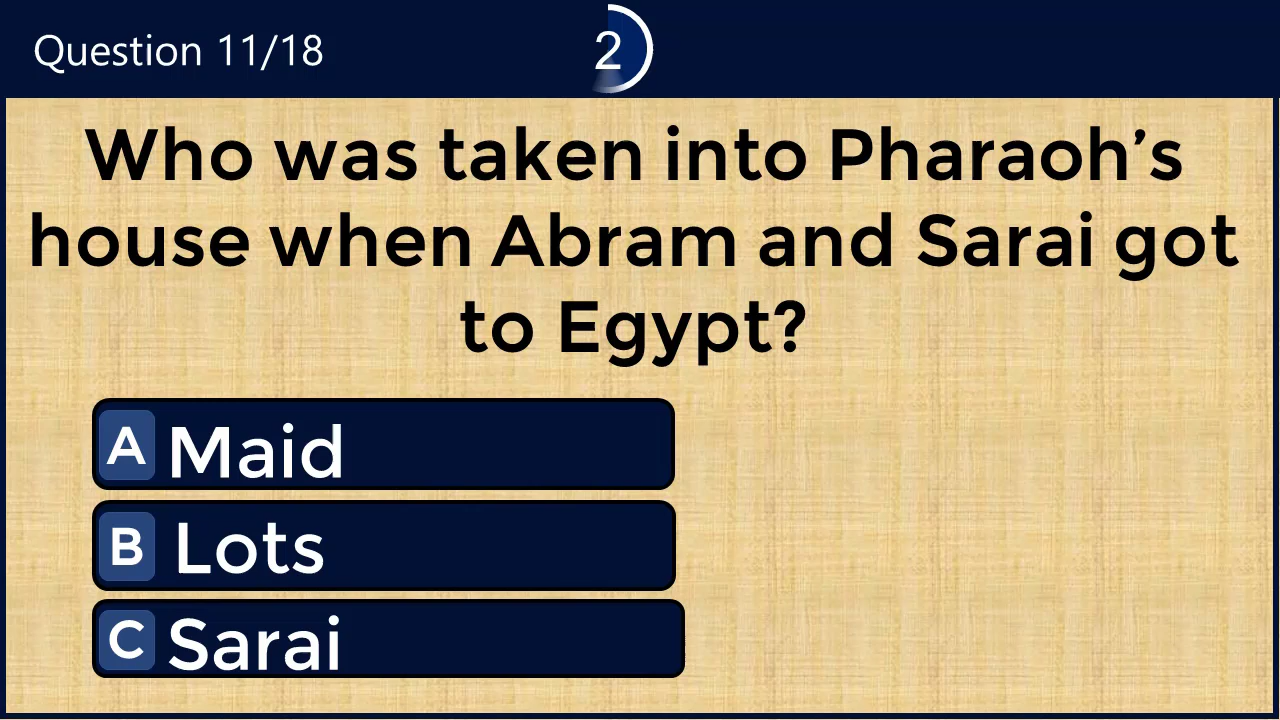 Question 11/18
2
Who was taken into Pharaoh’s
house when Abram and Sarai got
to Egypt?
A Maid
B Lots
C Sarai